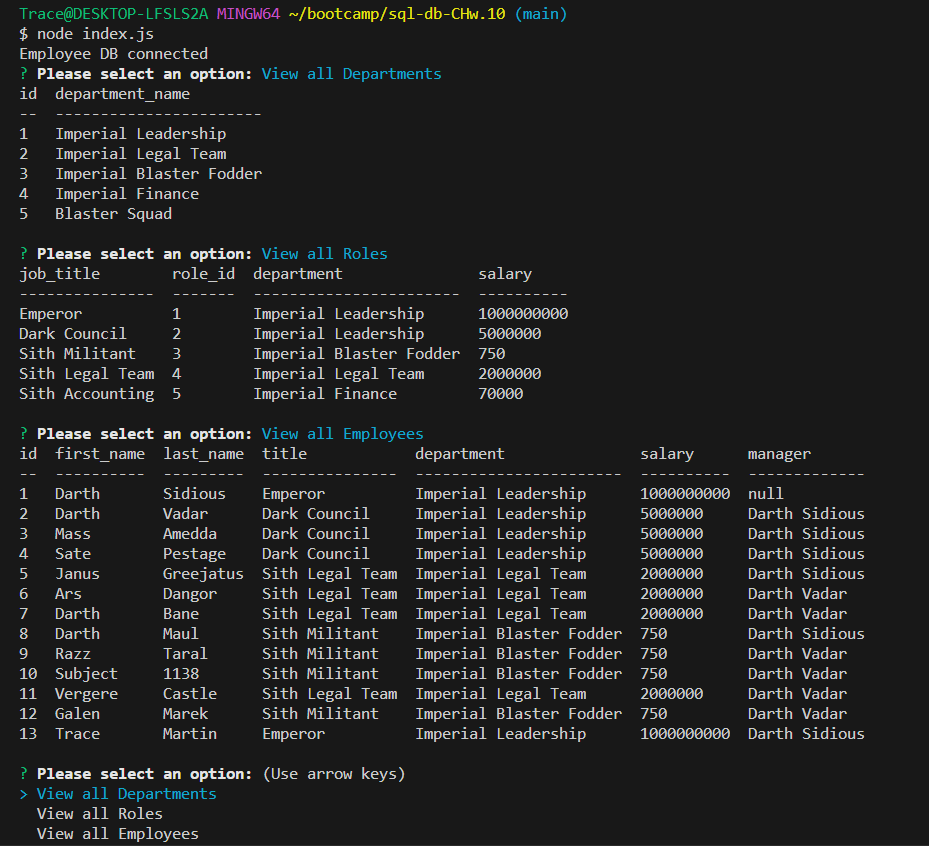 Trace@DESKTOP-LFSLS2A MINGW64 ~/bootcamp/sql-db-CHw.10 (main)
$ node index.js
Employee DB connected
? Please select an option: View all Departments
id  department_name
--  -----------------------
1   Imperial Leadership
2   Imperial Legal Team
3   Imperial Blaster Fodder
4   Imperial Finance
5   Blaster Squad

? Please select an option: View all Roles
job_title        role_id  department               salary
---------------  -------  -----------------------  ----------
Emperor          1        Imperial Leadership      1000000000
Dark Council     2        Imperial Leadership      5000000
Sith Militant    3        Imperial Blaster Fodder  750
Sith Legal Team  4        Imperial Legal Team      2000000
Sith Accounting  5        Imperial Finance         70000

? Please select an option: View all Employees
id  first_name  last_name  title            department               salary      manager
--  ----------  ---------  ---------------  -----------------------  ----------  -------------
1   Darth       Sidious    Emperor          Imperial Leadership      1000000000  null
2   Darth       Vadar      Dark Council     Imperial Leadership      5000000     Darth Sidious
3   Mass        Amedda     Dark Council     Imperial Leadership      5000000     Darth Sidious
4   Sate        Pestage    Dark Council     Imperial Leadership      5000000     Darth Sidious
5   Janus       Greejatus  Sith Legal Team  Imperial Legal Team      2000000     Darth Sidious
6   Ars         Dangor     Sith Legal Team  Imperial Legal Team      2000000     Darth Vadar
7   Darth       Bane       Sith Legal Team  Imperial Legal Team      2000000     Darth Vadar
8   Darth       Maul       Sith Militant    Imperial Blaster Fodder  750         Darth Sidious
9   Razz        Taral      Sith Militant    Imperial Blaster Fodder  750         Darth Vadar
10  Subject     1138       Sith Militant    Imperial Blaster Fodder  750         Darth Vadar
11  Vergere     Castle     Sith Legal Team  Imperial Legal Team      2000000     Darth Vadar
12  Galen       Marek      Sith Militant    Imperial Blaster Fodder  750         Darth Vadar
13  Trace       Martin     Emperor          Imperial Leadership      1000000000  Darth Sidious

? Please select an option: (Use arrow keys)
> View all Departments
  View all Roles
  View all Employees